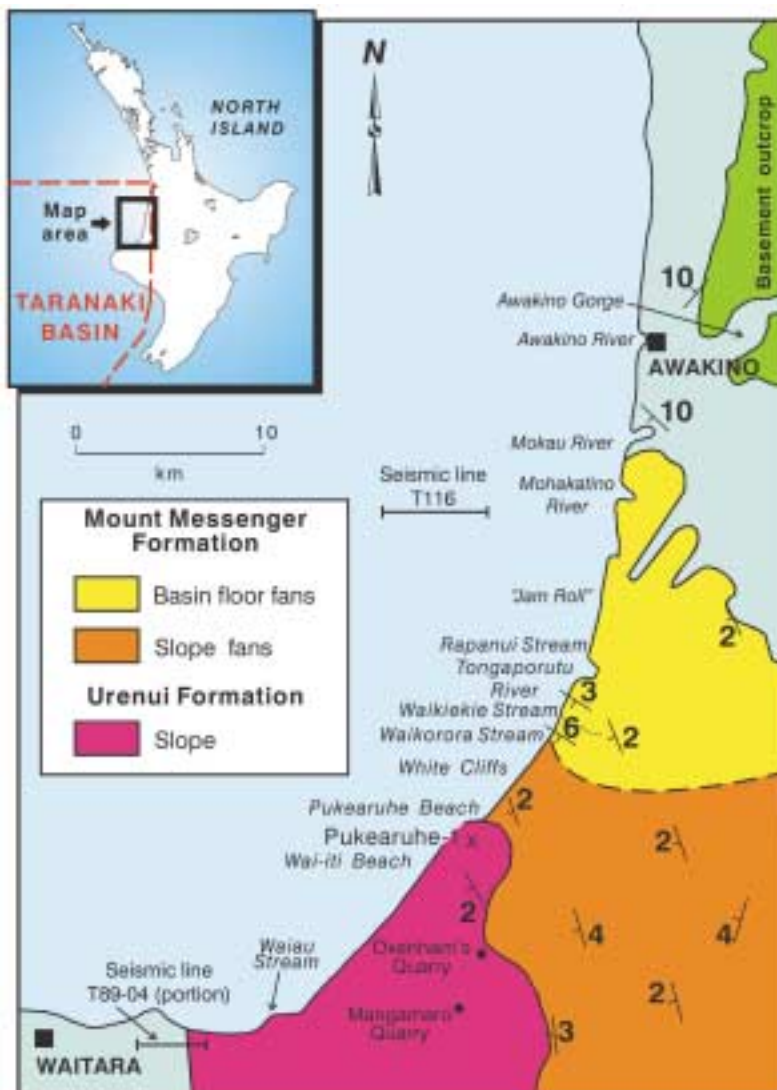 NORTH
ISLAND
Map
area
TARANAKI
BASIN
N
0 10
km
Seismic line
T116
Mount Messenger
Formation
Basin floor fans
Slope fans
Urenui Formation
Slope
Basement outcrop
10
Awakino Gorge
Awakino River
AWAKINO
10
Mokau River
Mohakatino
River
"Jam Roll"
2
Rapanui Stream
Tongaporutu
River
3
Waikiekie Stream
6
2
Waikorora Stream
White Cliffs
2
Pukearuhe Beach
Pukearuhe-1 x
2
Wai-iti Beach
2
4
4
Waiau
Stream
Oxenham's
Quarry
Seismic line
T89-04 (portion)
2
Mangamaro
Quarry
3
WAITARA